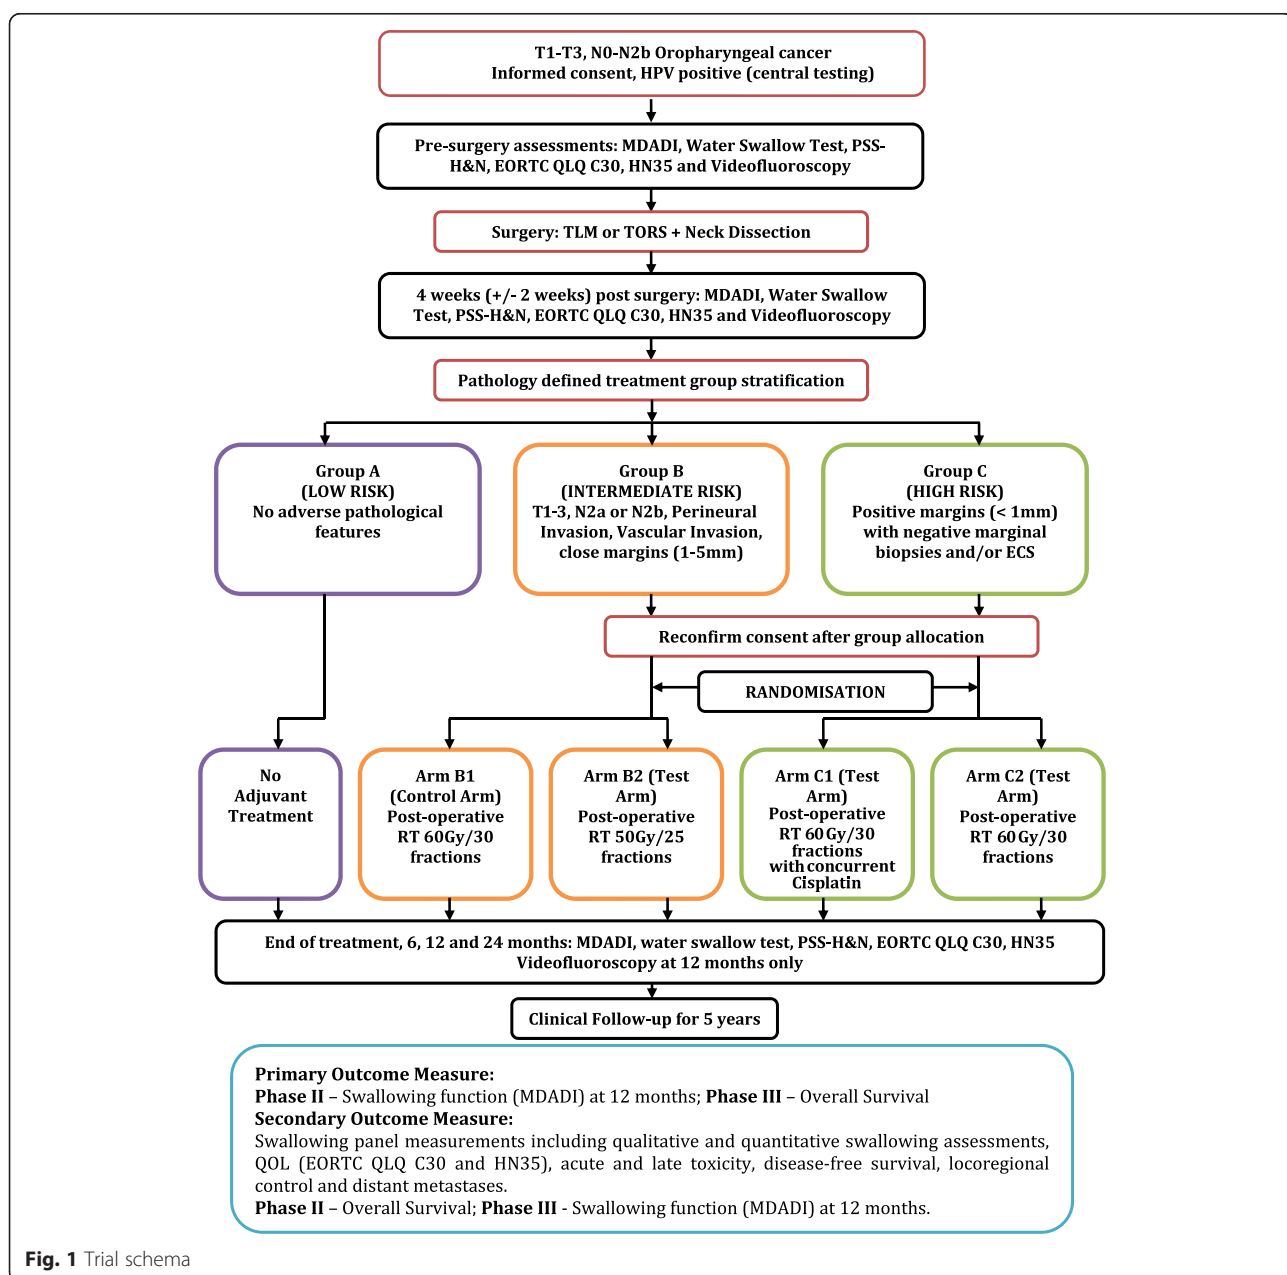 T1-T3, N0-N2b Oropharyngeal cancer
Informed consent, HPV positive (central testing)
Pre-surgery assessments: MDADI, Water Swallow Test, PSS-
H&N, EORTC QLQ C30, HN35 and Videofluoroscopy
Surgery: TLM or TORS + Neck Dissection
4 weeks (+/- 2 weeks) post surgery: MDADI, Water Swallow
Test, PSS-H&N, EORTC QLQ C30, HN35 and Videofluoroscopy
Pathology defined treatment group stratification
Group A
(LOW RISK)
No adverse pathological
features
Group B
(INTERMEDIATE RISK)
T1-3, N2a or N2b, Perineural
Invasion, Vascular Invasion,
close margins (1-5mm)
Group C
(HIGH RISK)
Positive margins (< 1mm)
with negative marginal
biopsies and/or ECS
Reconfirm consent after group allocation
RANDOMISATION
No
Adjuvant
Treatment
Arm B1
(Control Arm)
Post-operative
RT 60Gy/30
fractions
Arm B2 (Test
Arm)
Post-operative
RT 50Gy/25
fractions
Arm C1 (Test
Arm)
Post-operative
RT 60Gy/30
fractions
with concurrent
Cisplatin
Arm C2 (Test
Arm)
Post-operative
RT 60Gy/30
fractions
End of treatment, 6, 12 and 24 months: MDADI, water swallow test, PSS-H&N, EORTC QLQ C30, HN35
Videofluoroscopy at 12 months only
Clinical Follow-up for 5 years
Primary Outcome Measure:
Phase II – Swallowing function (MDADI) at 12 months; Phase III – Overall Survival
Secondary Outcome Measure:
Swallowing panel measurements including qualitative and quantitative swallowing assessments,
QOL (EORTC QLQ C30 and HN35), acute and late toxicity, disease-free survival, locoregional
control and distant metastases.
Phase II – Overall Survival; Phase III - Swallowing function (MDADI) at 12 months.
Fig. 1 Trial schema